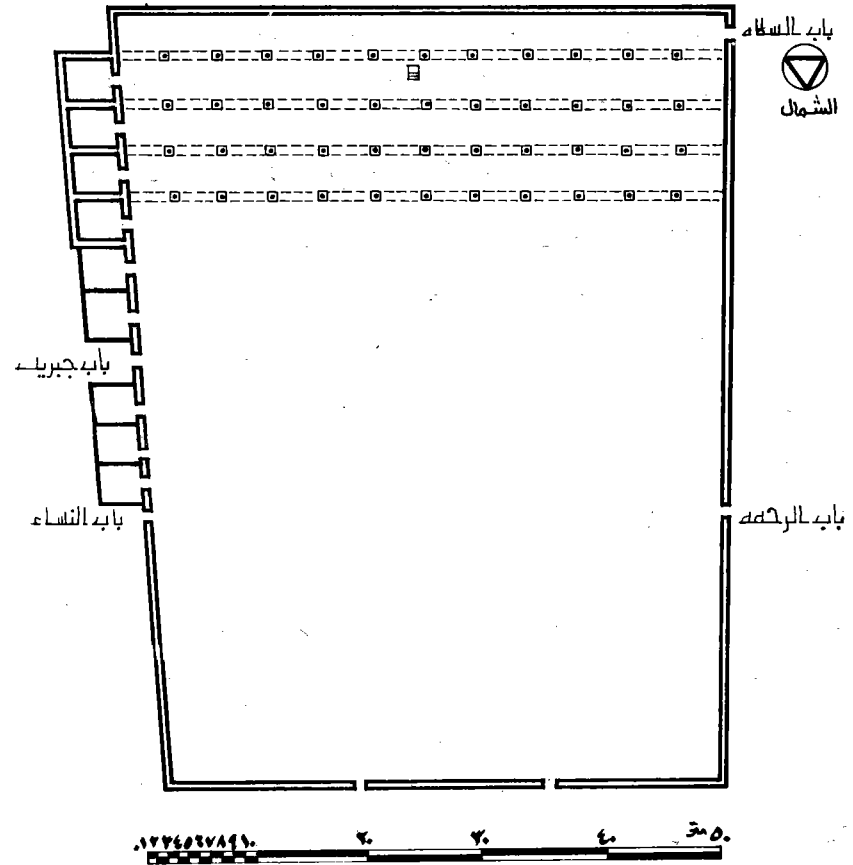 باب السلام
الشمال
باب جبريل
باب النساء
باب الرحمة
٠١٢٣٤٥٦٧٨٩١٠ ٢٠ ٣٠ ٤٠ ٥٠ متر